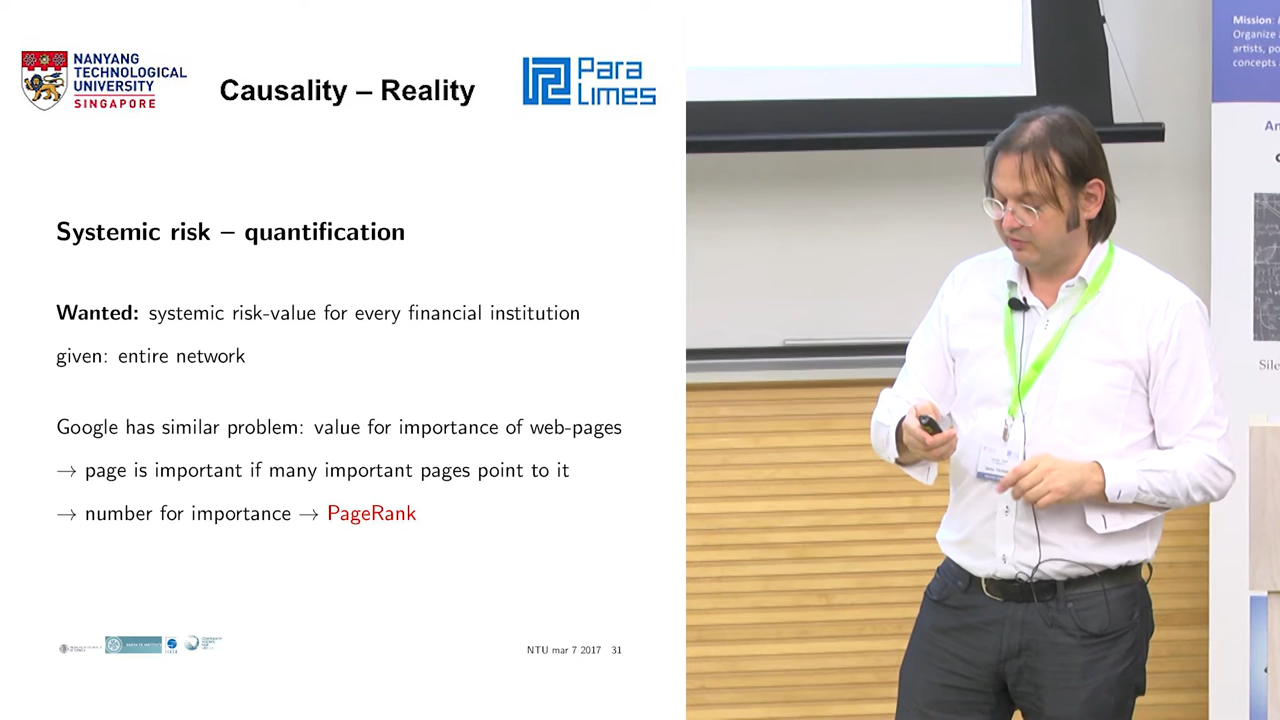 NANYANG
TECHNOLOGICAL
UNIVERSITY
SINGAPORE
Causality – Reality
Para
Limes
Systemic risk – quantification
Wanted: systemic risk-value for every financial institution
given: entire network
Google has similar problem: value for importance of web-pages
→ page is important if many important pages point to it
→ number for importance → PageRank
NTU mar 7 2017 31
Mission:
Organize
artists, po
concepts
An
Sile